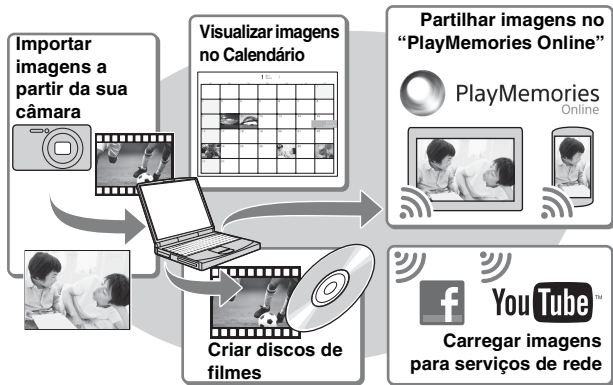 Importar
imagens a
partir da sua
câmara
Visualizar imagens
no Calendário
Partilhar imagens no
“PlayMemories Online”
PlayMemories
Online
Criar discos de
filmes
f
You Tube™
Carregar imagens
para serviços de rede